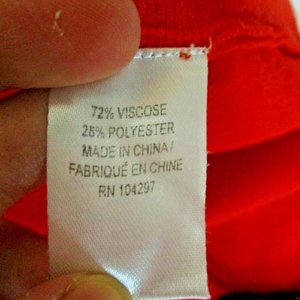 72% VISCOSE
28% POLYESTER
MADE IN CHINA/
FABRIQUÉ EN CHINE
RN 104297